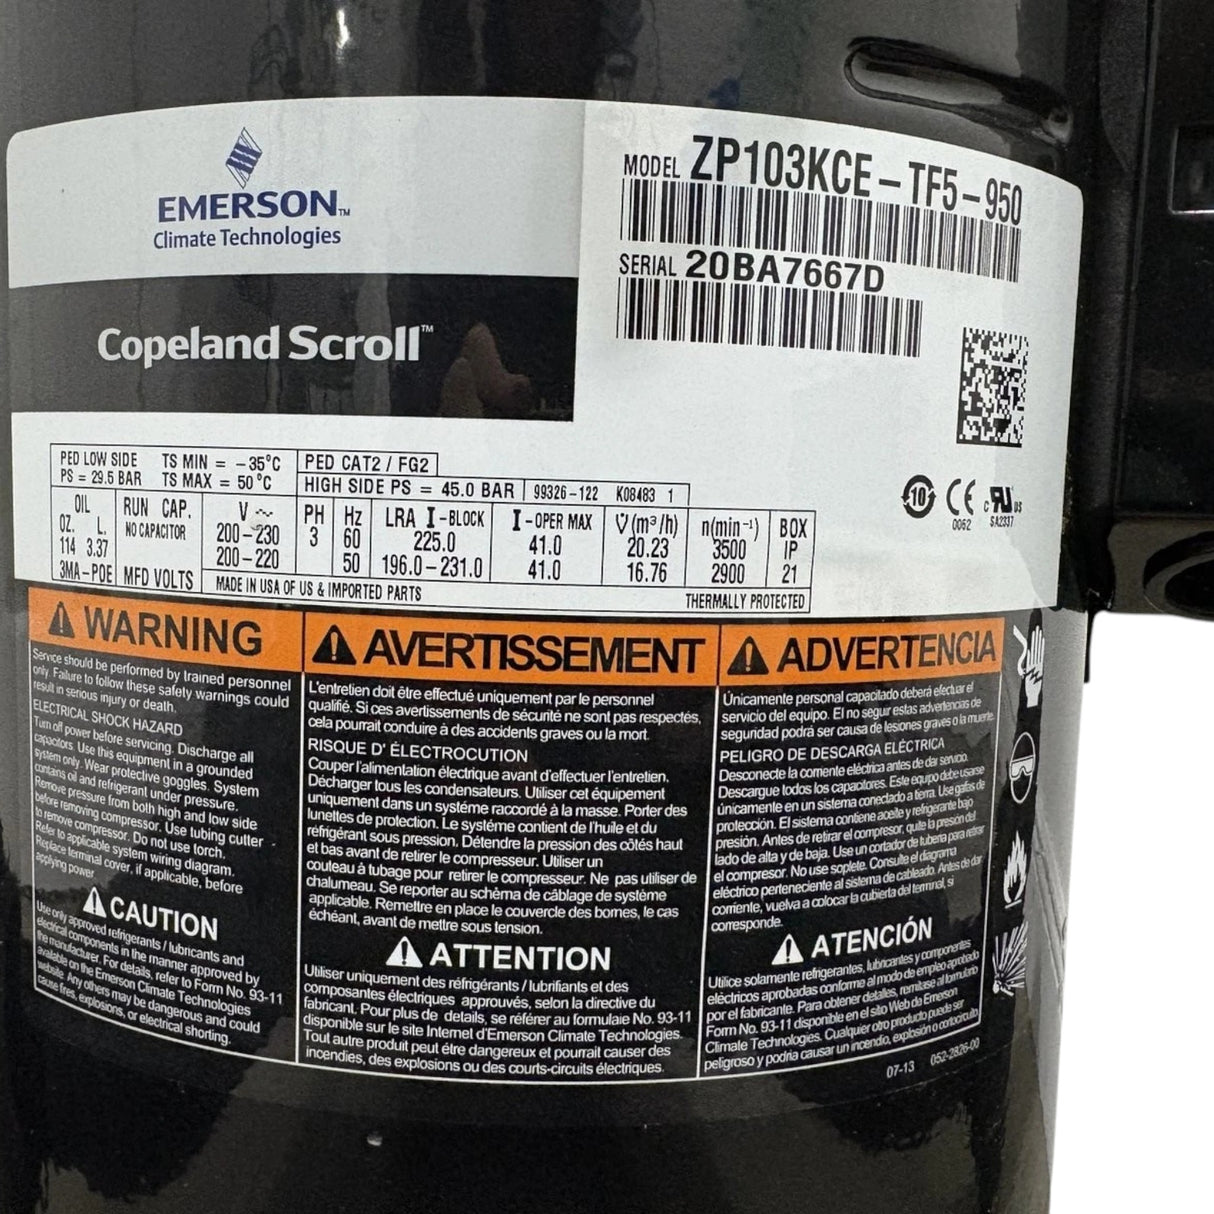 EMERSON™
Climate Technologies
Copeland Scroll™
MODEL ZP103KCE-TF5-950
SERIAL 20BA7667D
PED LOW SIDE TS MIN = -35°C
PS = 29.5 BAR TS MAX = 50°C
PED CAT2 / FG2
HIGH SIDE PS = 45.0 BAR 99326-122 K08483 1
10 CE c RU us
0062 SA2337
OIL RUN CAP. V ~ PH Hz LRA I-BLOCK I-OPER MAX V̇(m³/h) n(min⁻¹) BOX
OZ. L. NO CAPACITOR 200-230 3 60 225.0 41.0 20.23 3500 IP
114 3.37 200-220 50 196.0-231.0 41.0 16.76 2900 21
3MA-POE MFD VOLTS MADE IN USA OF US & IMPORTED PARTS THERMALLY PROTECTED
WARNING
Service should be performed by trained personnel
only. Failure to follow these safety warnings could
result in serious injury or death.
ELECTRICAL SHOCK HAZARD
Turn off power before servicing. Discharge all
capacitors. Use this equipment in a grounded
system only. Wear protective goggles. System
contains oil and refrigerant under pressure.
Remove pressure from both high and low side
before removing compressor. Use tubing cutter
to remove compressor. Do not use torch.
Refer to applicable system wiring diagram.
Replace terminal cover, if applicable, before
applying power.
CAUTION
Use only approved refrigerants / lubricants and
electrical components in the manner approved by
the manufacturer. For details, refer to Form No. 93-11
available on the Emerson Climate Technologies
website. Any others may be dangerous and could
cause fires, explosions, or electrical shorting.
AVERTISSEMENT
L'entretien doit être effectué uniquement par le personnel
qualifié. Si ces avertissements de sécurité ne sont pas respectés,
cela pourrait conduire à des accidents graves ou la mort.
RISQUE D' ÉLECTROCUTION
Couper l'alimentation électrique avant d'effectuer l'entretien.
Décharger tous les condensateurs. Utiliser cet équipement
uniquement dans un système raccordé à la masse. Porter des
lunettes de protection. Le système contient de l'huile et du
réfrigérant sous pression. Détendre la pression des côtés haut
et bas avant de retirer le compresseur. Utiliser un
couteau à tubage pour retirer le compresseur. Ne pas utiliser de
chalumeau. Se reporter au schéma de câblage de système
applicable. Remettre en place le couvercle des bornes, le cas
échéant, avant de mettre sous tension.
ATTENTION
Utiliser uniquement des réfrigérants / lubrifiants et des
composantes électriques approuvés, selon la directive du
fabricant. Pour plus de details, se référer au formulaie No. 93-11
disponible sur le site Internet d'Emerson Climate Technologies.
Tout autre produit peut être dangereux et pourrait causer des
incendies, des explosions ou des courts-circuits électriques.
ADVERTENCIA
Únicamente personal capacitado deberá efectuar el
servicio del equipo. El no seguir estas advertencias de
seguridad podrá ser causa de lesiones graves o la muerte.
PELIGRO DE DESCARGA ELÉCTRICA
Desconecte la corriente eléctrica antes de dar servicio.
Descargue todos los capacitores. Este equipo debe usarse
únicamente en un sistema conectado a tierra. Use gafas de
protección. El sistema contiene aceite y refrigerante bajo
presión. Antes de retirar el compresor, quite la presión del
lado de alta y de baja. Use un cortador de tubería para retirar
el compresor. No use soplete. Consulte el diagrama
eléctrico perteneciente al sistema de cableado. Antes de dar
corriente, vuelva a colocar la cubierta del terminal, si
corresponde.
ATENCIÓN
Utilice solamente refrigerantes, lubricantes y componentes
eléctricos aprobadas conforme al modo de empleo aprobado
por el fabricante. Para obtener detalles, remítase al formulario
Form No. 93-11 disponible en el sitio Web de Emerson
Climate Technologies. Cualquier otro producto puede ser
peligroso y podría causar un incendio, explosión o cortocircuito.
07-13 052-2826-00